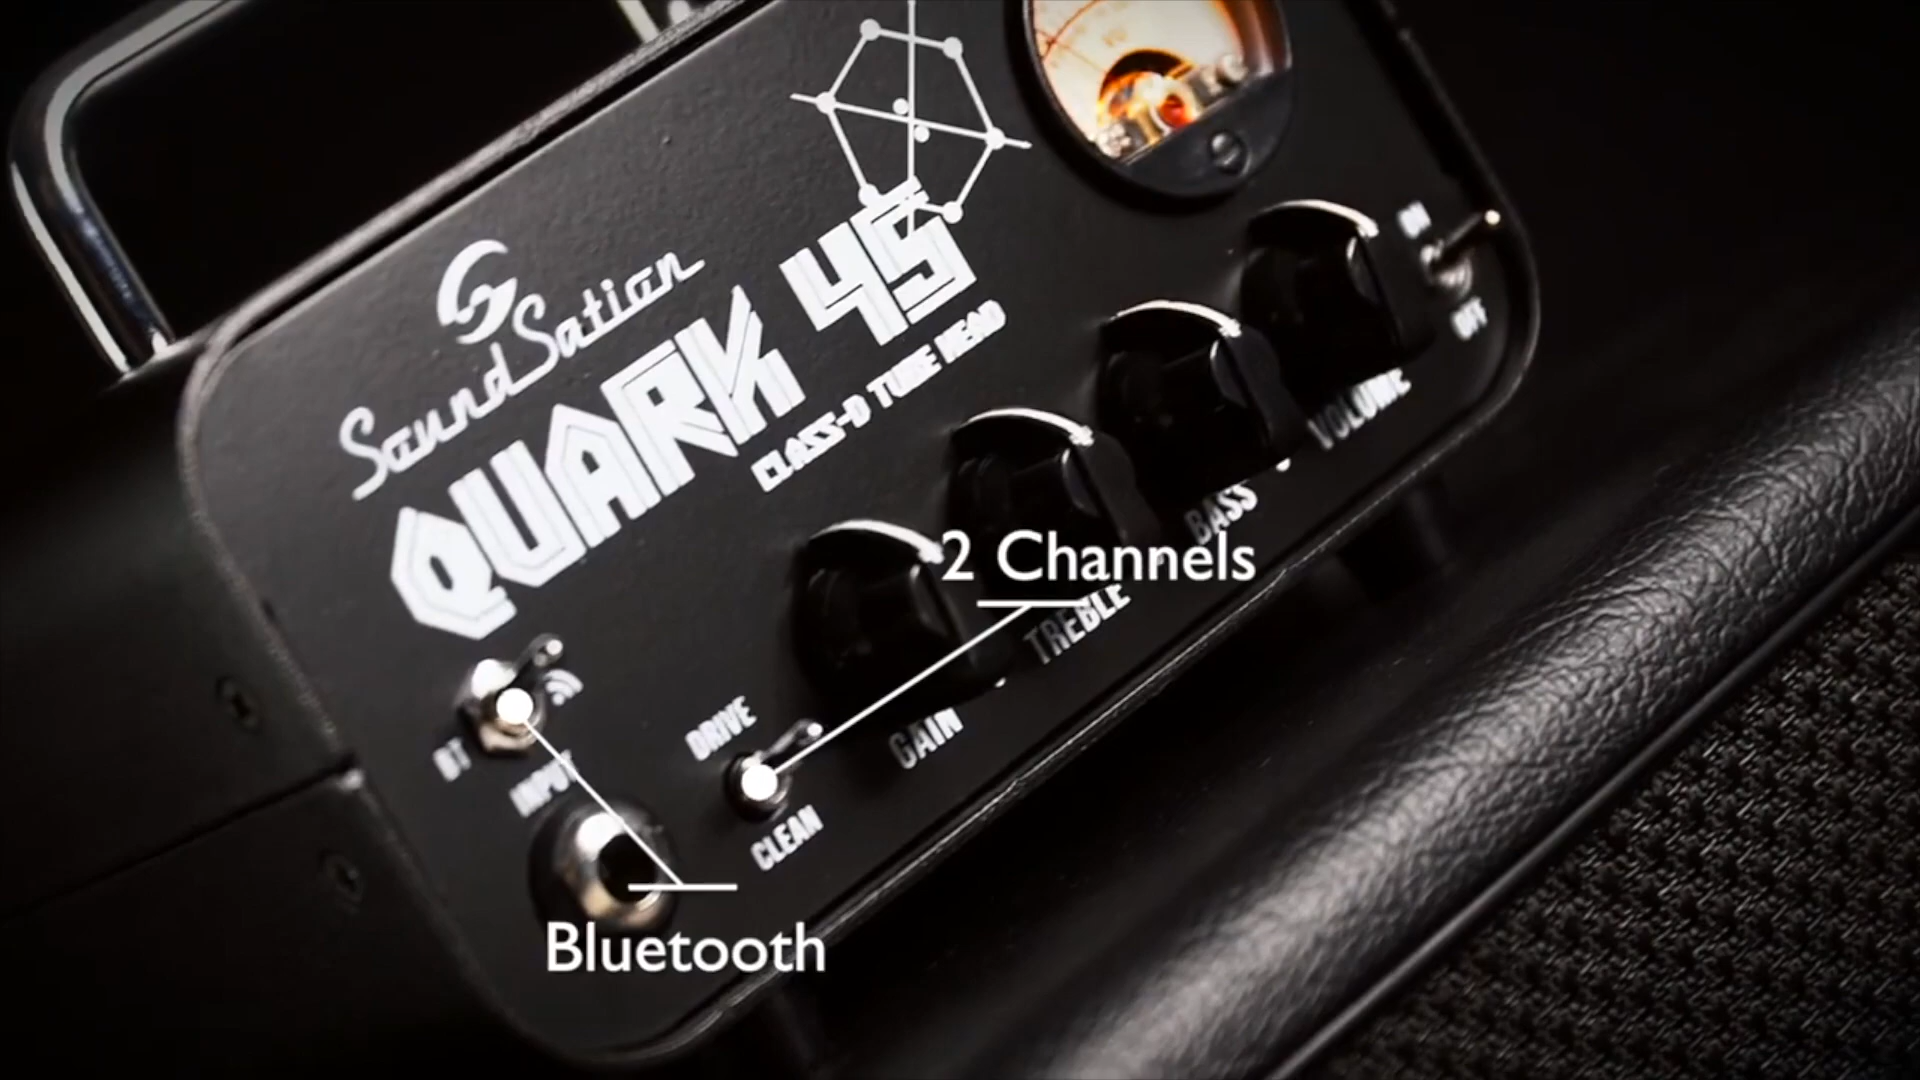 SoundSation
QUARK 45
CLASS-D TUBE HEAD
ON
OFF
VOLUME
BASS
2 Channels
TREBLE
GAIN
DRIVE
CLEAN
BT
INPUT
Bluetooth